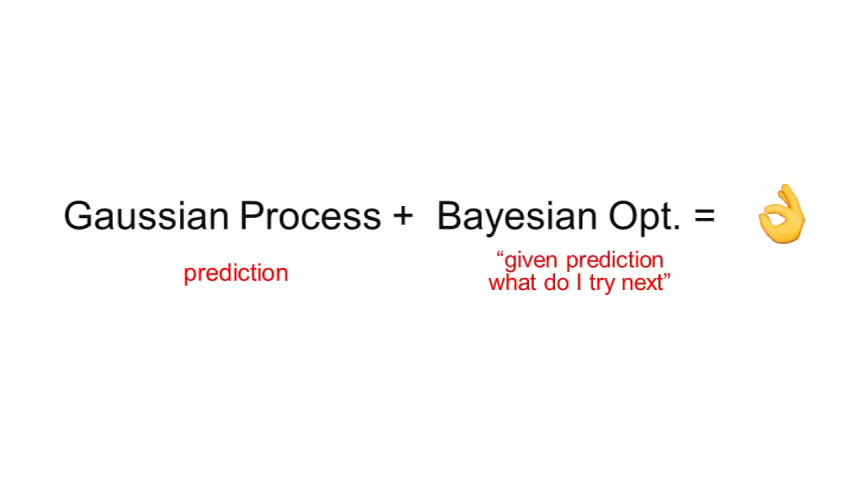 Gaussian Process + Bayesian Opt. =
prediction
“given prediction
what do I try next”